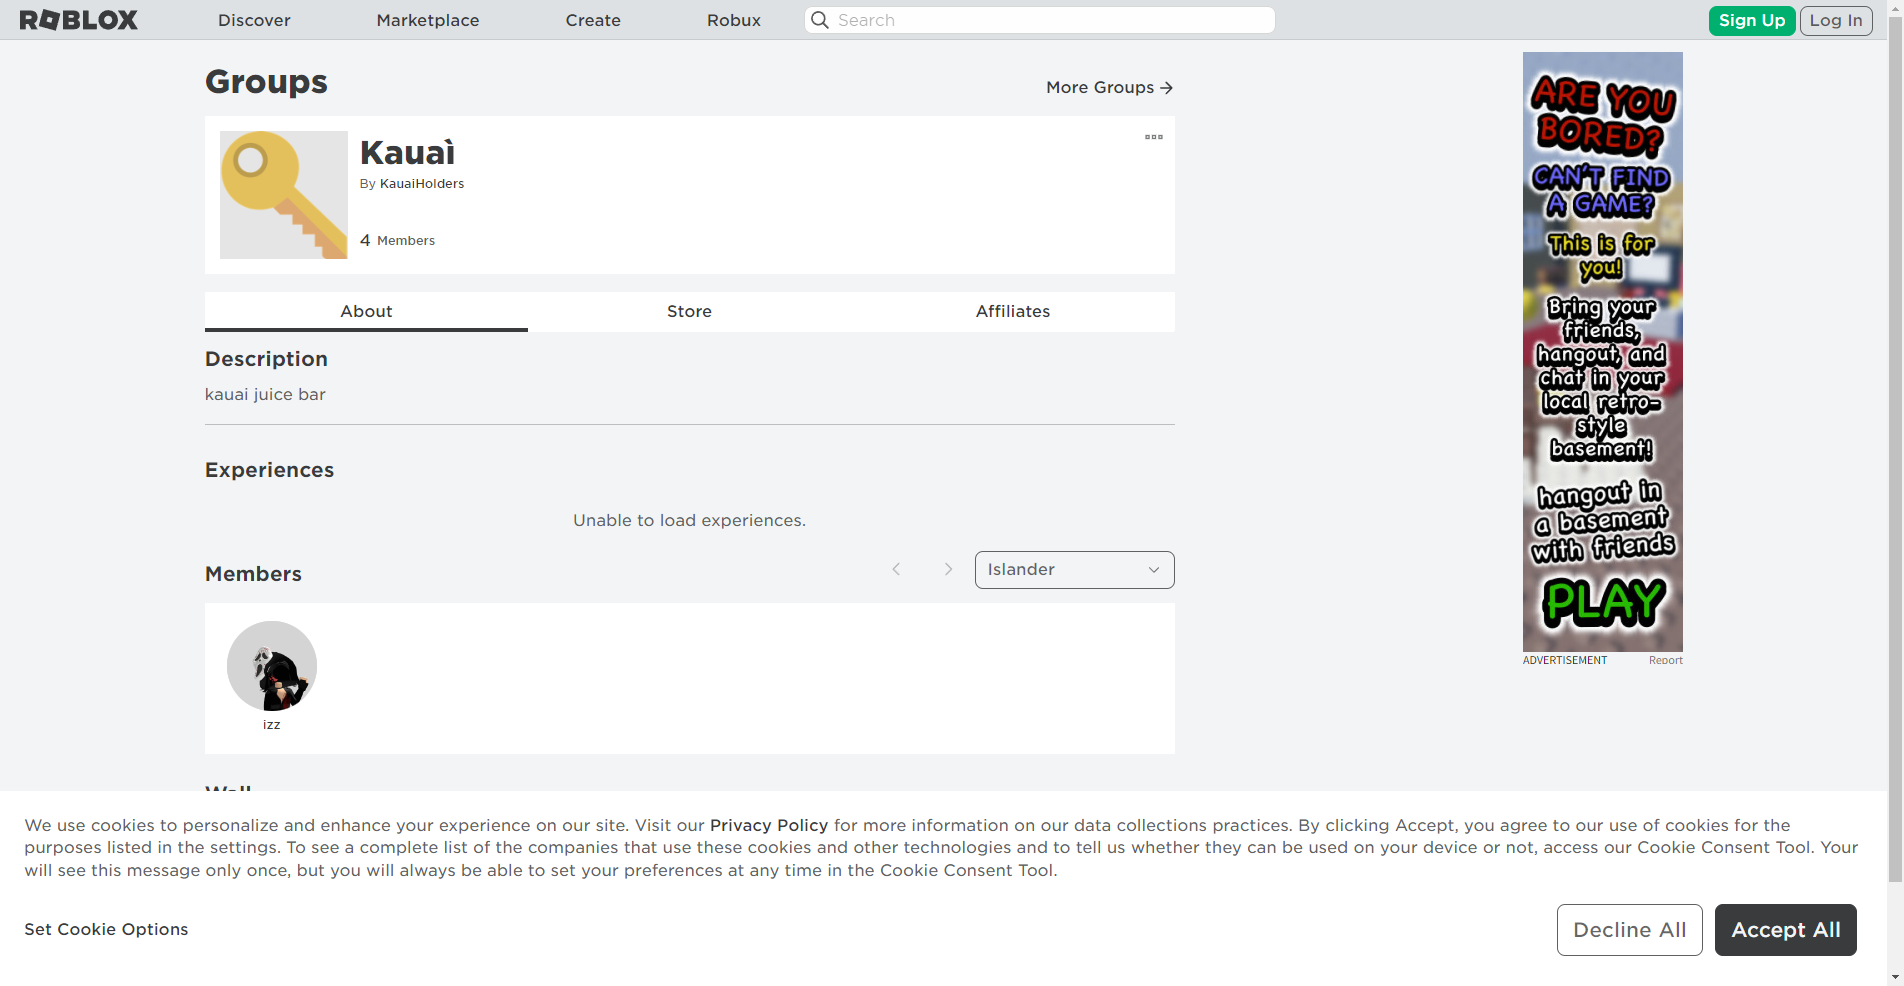 ROBLOX
Discover
Marketplace
Create
Robux
Search
Sign Up
Log In
Groups
More Groups
Kauaì
By KauaiHolders
4 Members
About
Store
Affiliates
Description
kauai juice bar
Experiences
Unable to load experiences.
Members
Islander
izz
Wall
ARE YOU
BORED?
CAN'T FIND
A GAME?
This is for
you!
Bring your
friends,
hangout, and
chat in your
local retro-
style
basement!
hangout in
a basement
with friends
PLAY
ADVERTISEMENT
Report
We use cookies to personalize and enhance your experience on our site. Visit our Privacy Policy for more information on our data collections practices. By clicking Accept, you agree to our use of cookies for the
purposes listed in the settings. To see a complete list of the companies that use these cookies and other technologies and to tell us whether they can be used on your device or not, access our Cookie Consent Tool. Your
will see this message only once, but you will always be able to set your preferences at any time in the Cookie Consent Tool.
Set Cookie Options
Decline All
Accept All